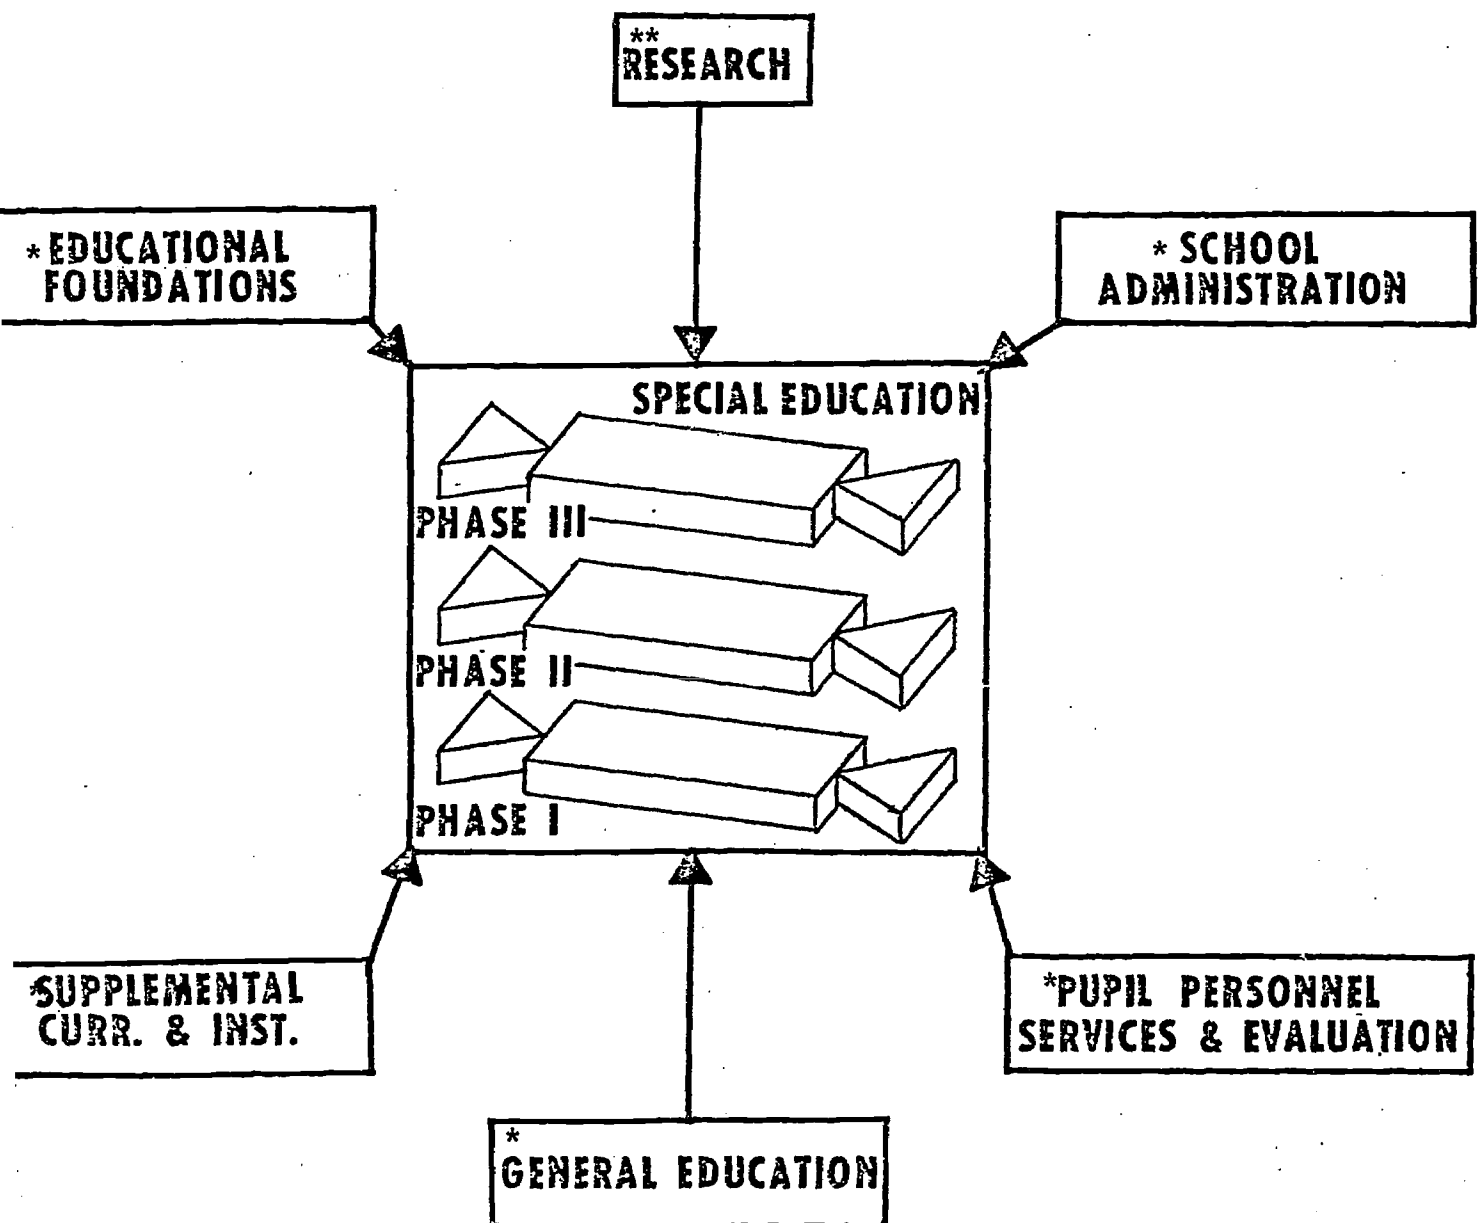 **
RESEARCH
*EDUCATIONAL
FOUNDATIONS
* SCHOOL
ADMINISTRATION
SPECIAL EDUCATION
PHASE III
PHASE II
PHASE I
*SUPPLEMENTAL
CURR. & INST.
*PUPIL PERSONNEL
SERVICES & EVALUATION
*
GENERAL EDUCATION